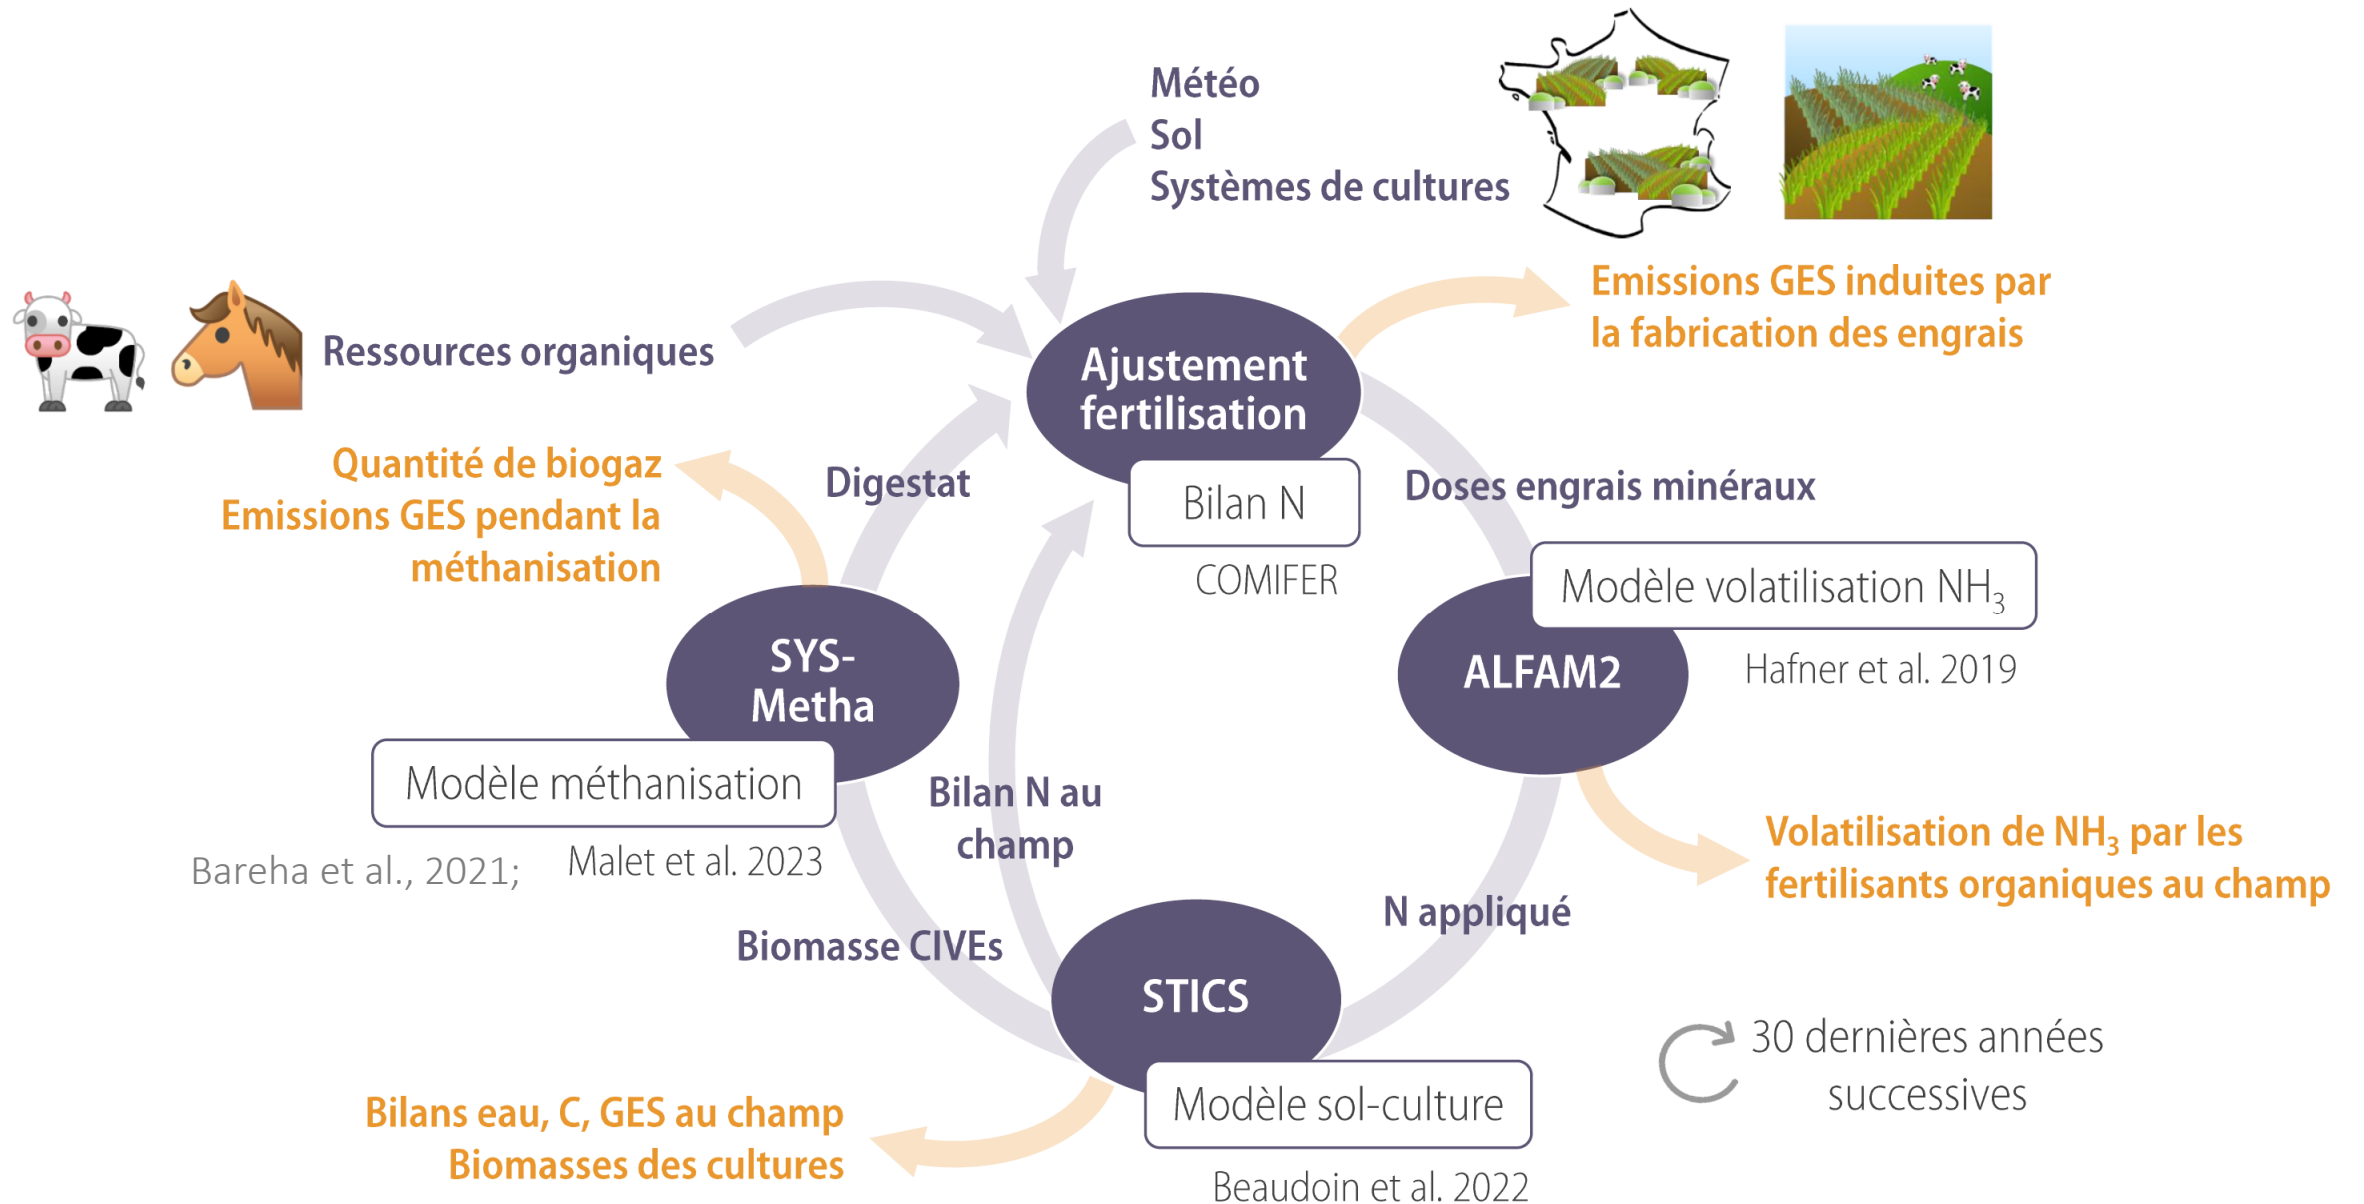 Météo
Sol
Systèmes de cultures
Emissions GES induites par
la fabrication des engrais
Ressources organiques
Ajustement
fertilisation
Bilan N
COMIFER
Quantité de biogaz
Emissions GES pendant la
méthanisation
Digestat
Doses engrais minéraux
Modèle volatilisation NH₃
ALFAM2
Hafner et al. 2019
SYS-
Metha
Modèle méthanisation
Bareha et al., 2021;
Malet et al. 2023
Bilan N au
champ
Volatilisation de NH₃ par les
fertilisants organiques au champ
N appliqué
Biomasse CIVEs
STICS
Modèle sol-culture
Beaudoin et al. 2022
30 dernières années
successives
Bilans eau, C, GES au champ
Biomasses des cultures